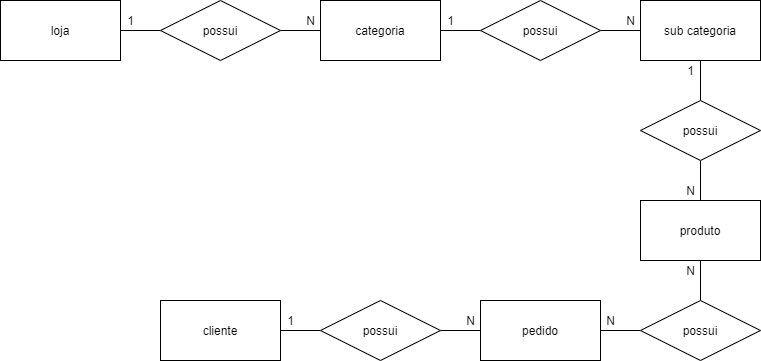 loja
1
possui
N
categoria
1
possui
N
sub categoria
1
possui
N
produto
N
cliente
1
possui
N
pedido
N
possui